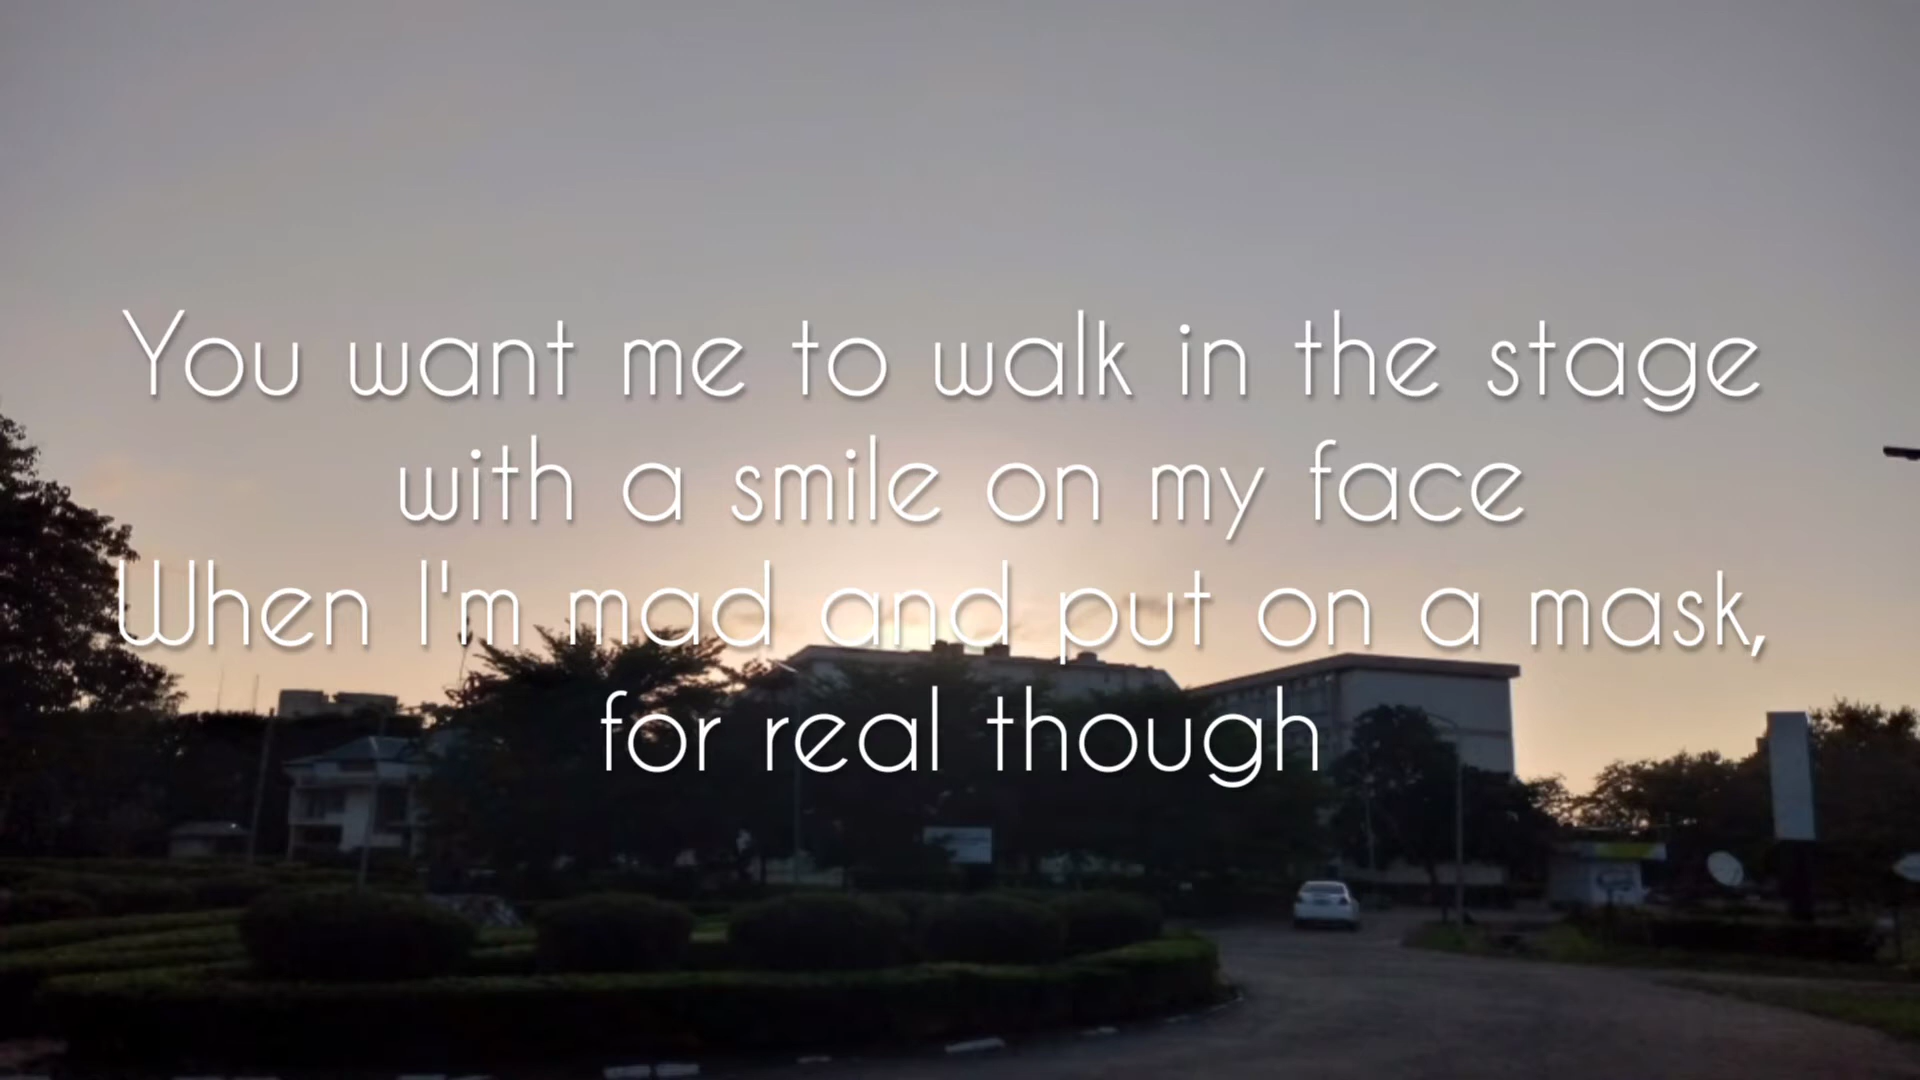 You want me to walk in the stage
with a smile on my face
When I'm mad and put on a mask,
for real though